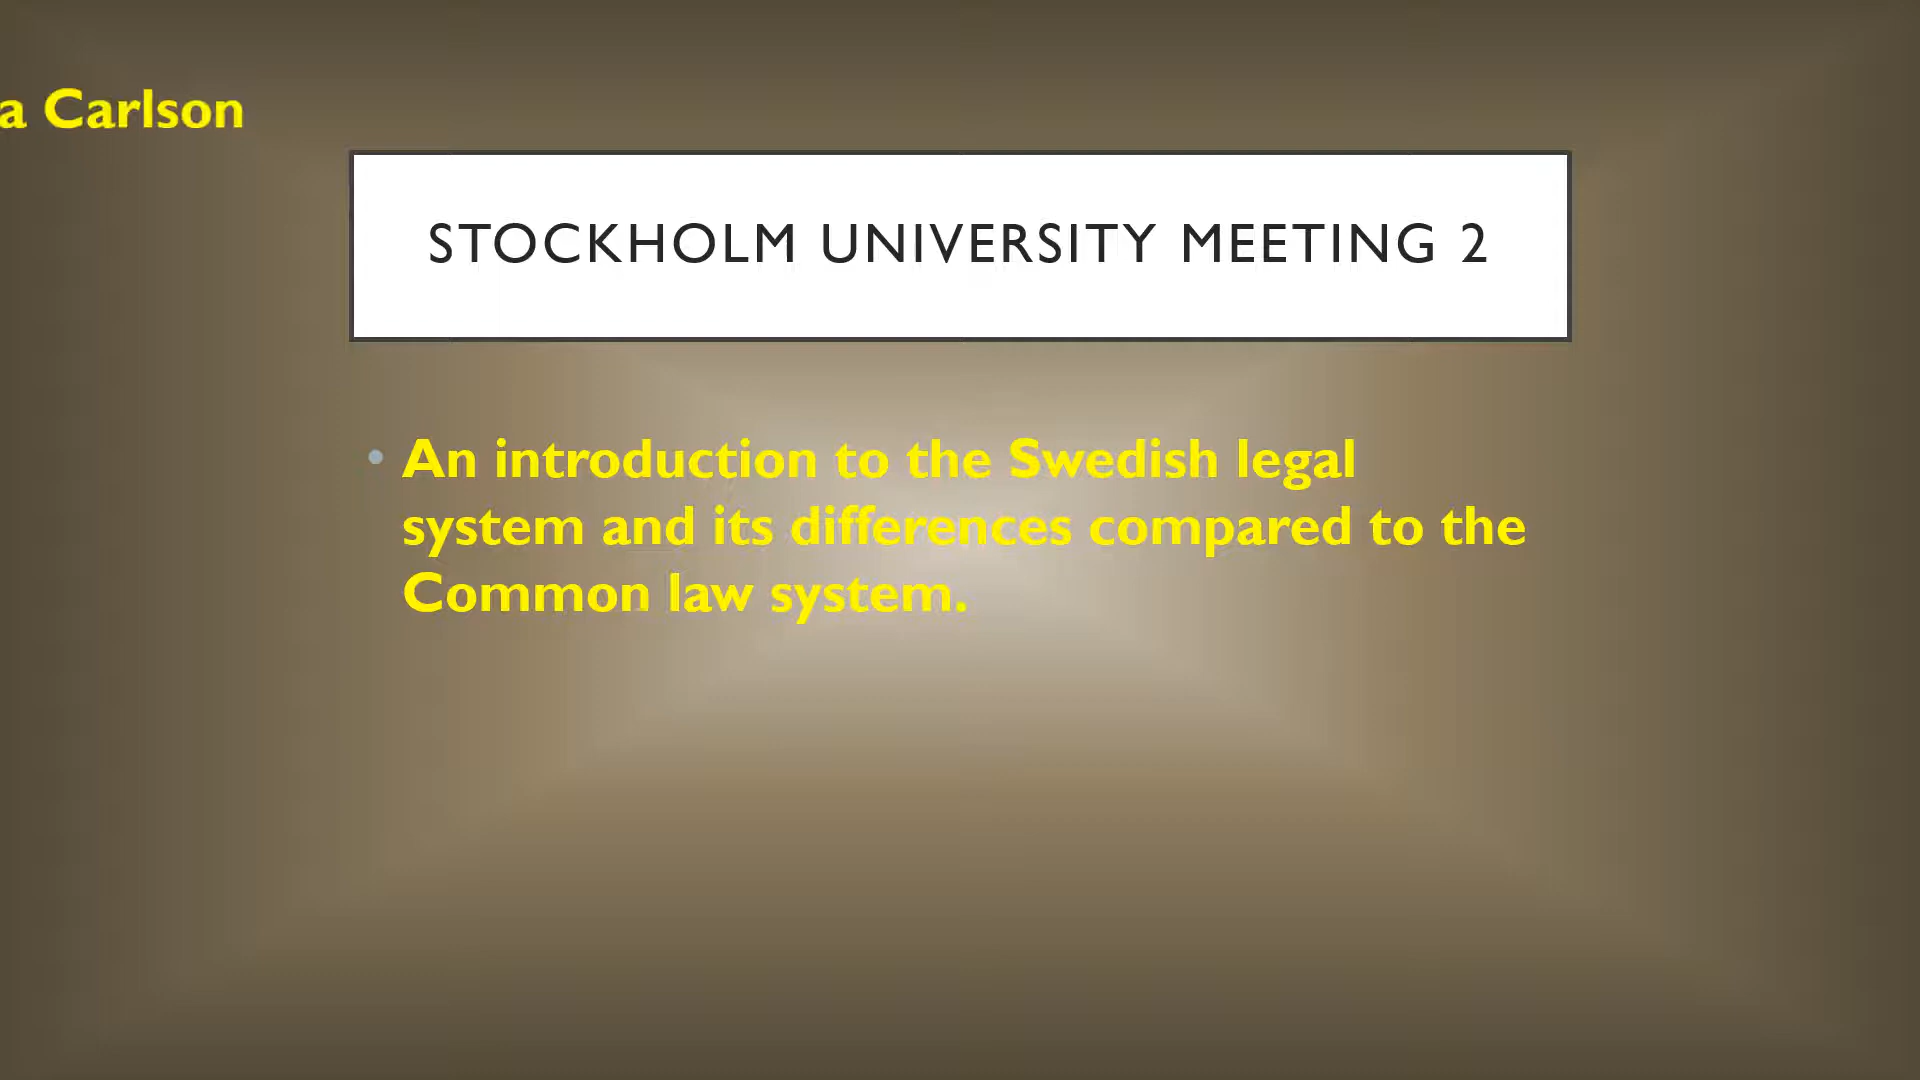 a Carlson
STOCKHOLM UNIVERSITY MEETING 2
• An introduction to the Swedish legal
system and its differences compared to the
Common law system.